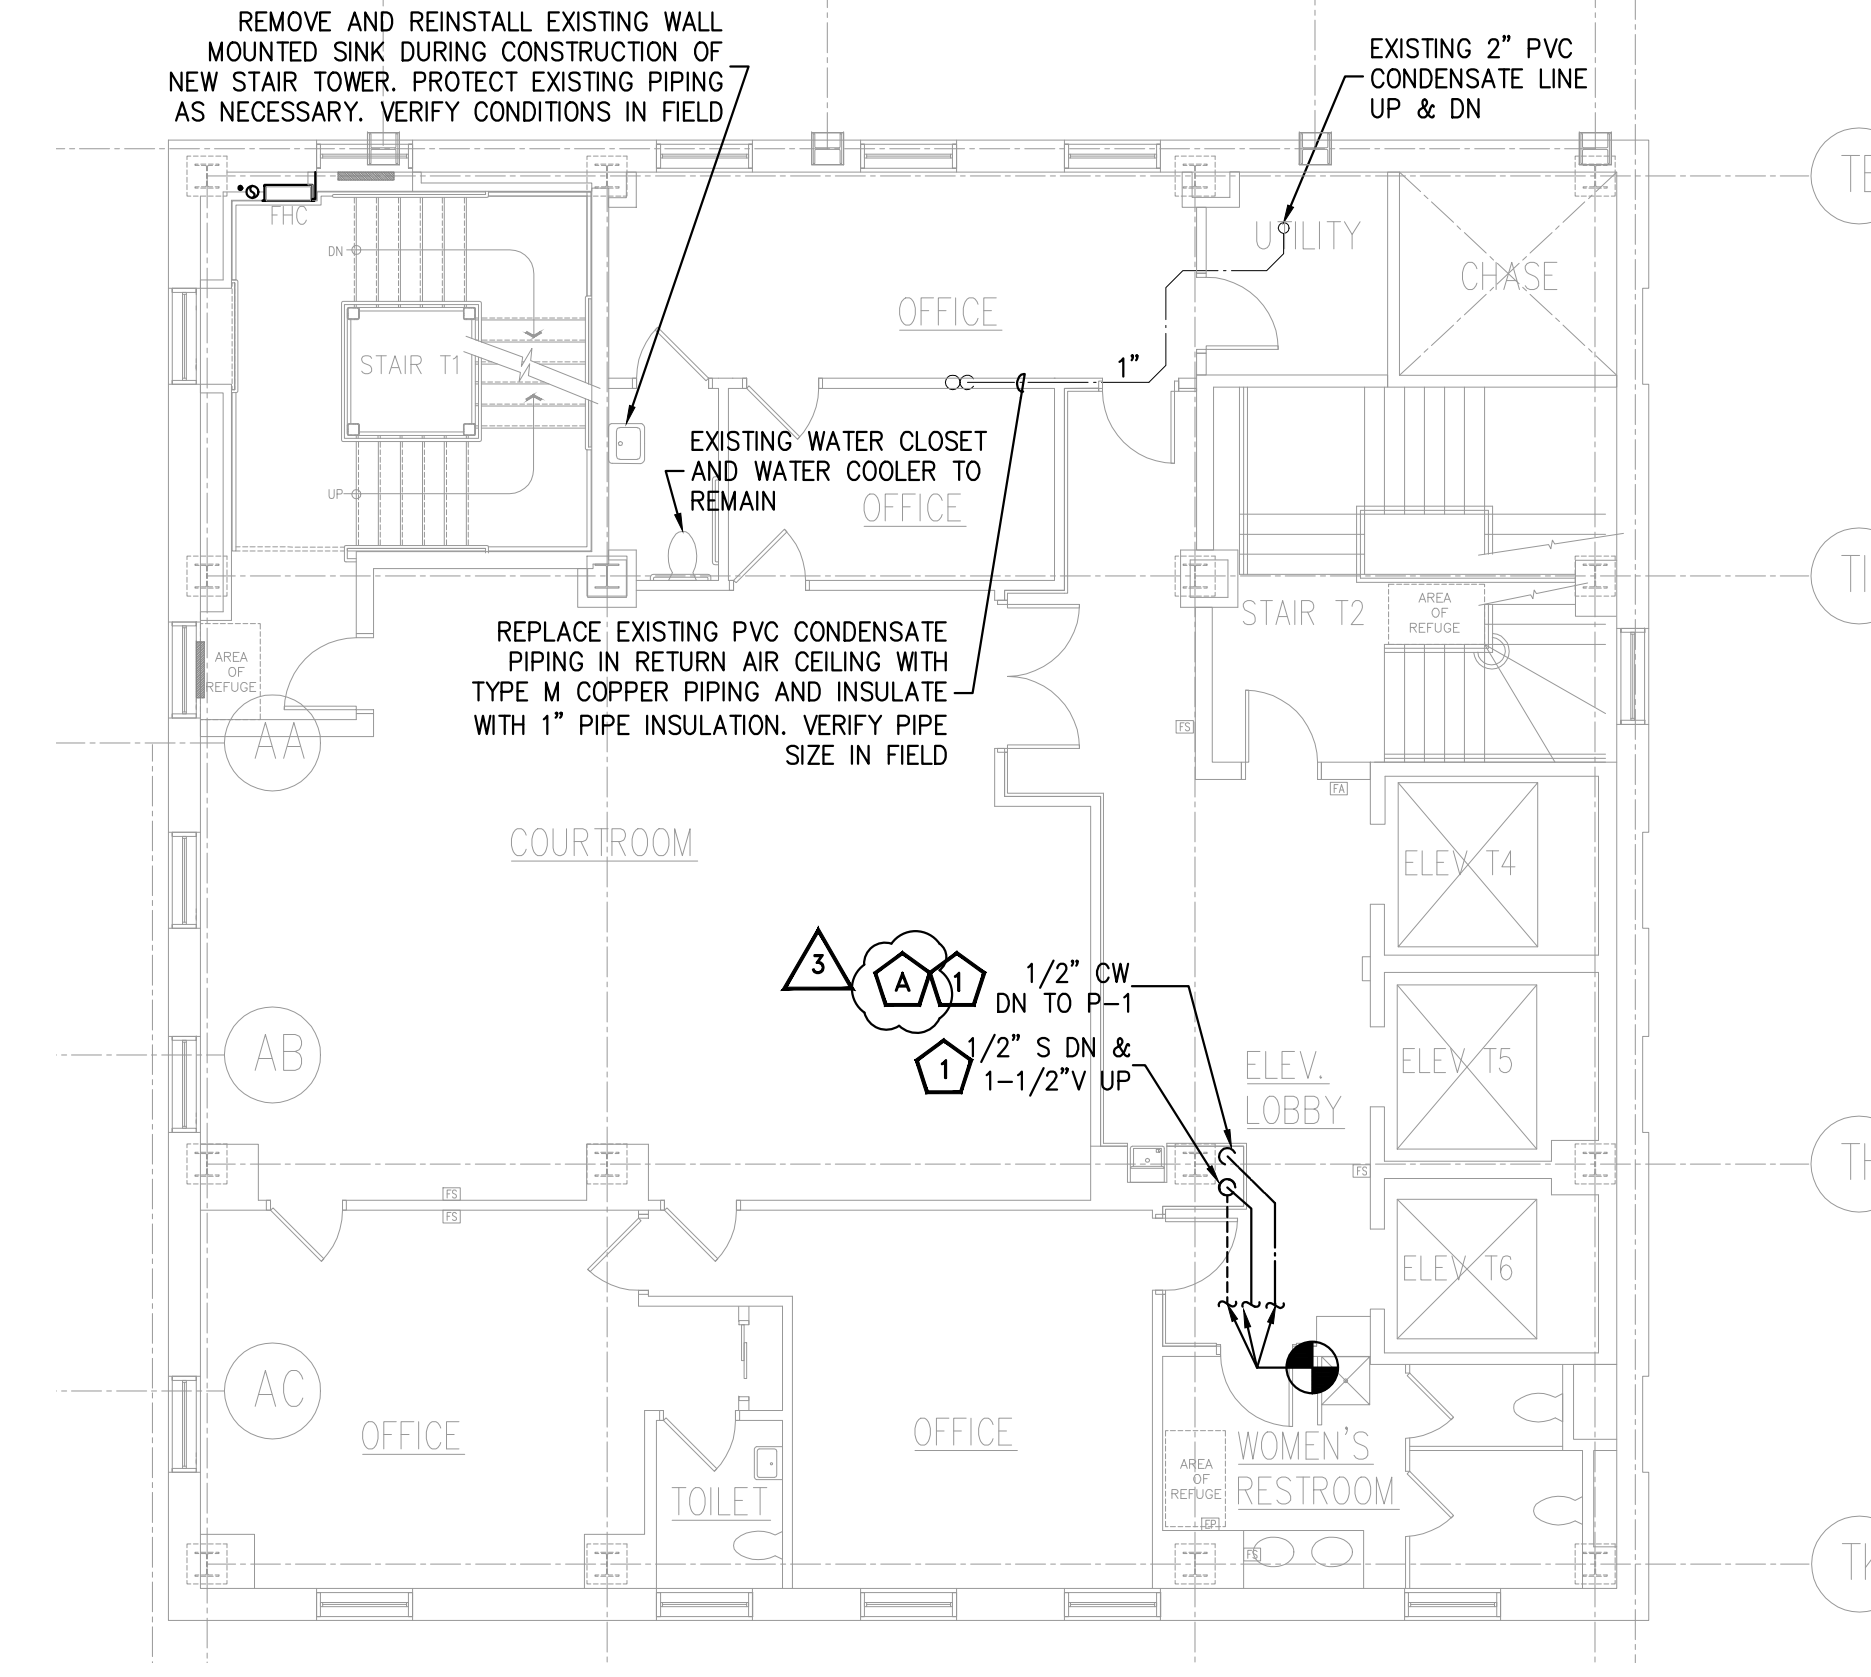 REMOVE AND REINSTALL EXISTING WALL
MOUNTED SINK DURING CONSTRUCTION OF
NEW STAIR TOWER. PROTECT EXISTING PIPING
AS NECESSARY. VERIFY CONDITIONS IN FIELD
EXISTING 2" PVC
CONDENSATE LINE
UP & DN
FHC
DN
STAIR T1
UP
OFFICE
UTILITY
CHASE
1"
EXISTING WATER CLOSET
AND WATER COOLER TO
REMAIN
OFFICE
REPLACE EXISTING PVC CONDENSATE
PIPING IN RETURN AIR CEILING WITH
TYPE M COPPER PIPING AND INSULATE
WITH 1" PIPE INSULATION. VERIFY PIPE
SIZE IN FIELD
STAIR T2
AREA
OF
REFUGE
AREA
OF
REFUGE
FS
FA
AA
COURTROOM
ELEV T4
3
A
1
1/2" CW
DN TO P-1
1
1/2" S DN &
1-1/2"V UP
AB
ELEV.
LOBBY
ELEV T5
FS
FS
FS
ELEV T6
AC
OFFICE
TOILET
OFFICE
WOMEN'S
RESTROOM
AREA
OF
REFUGE
FS
TI